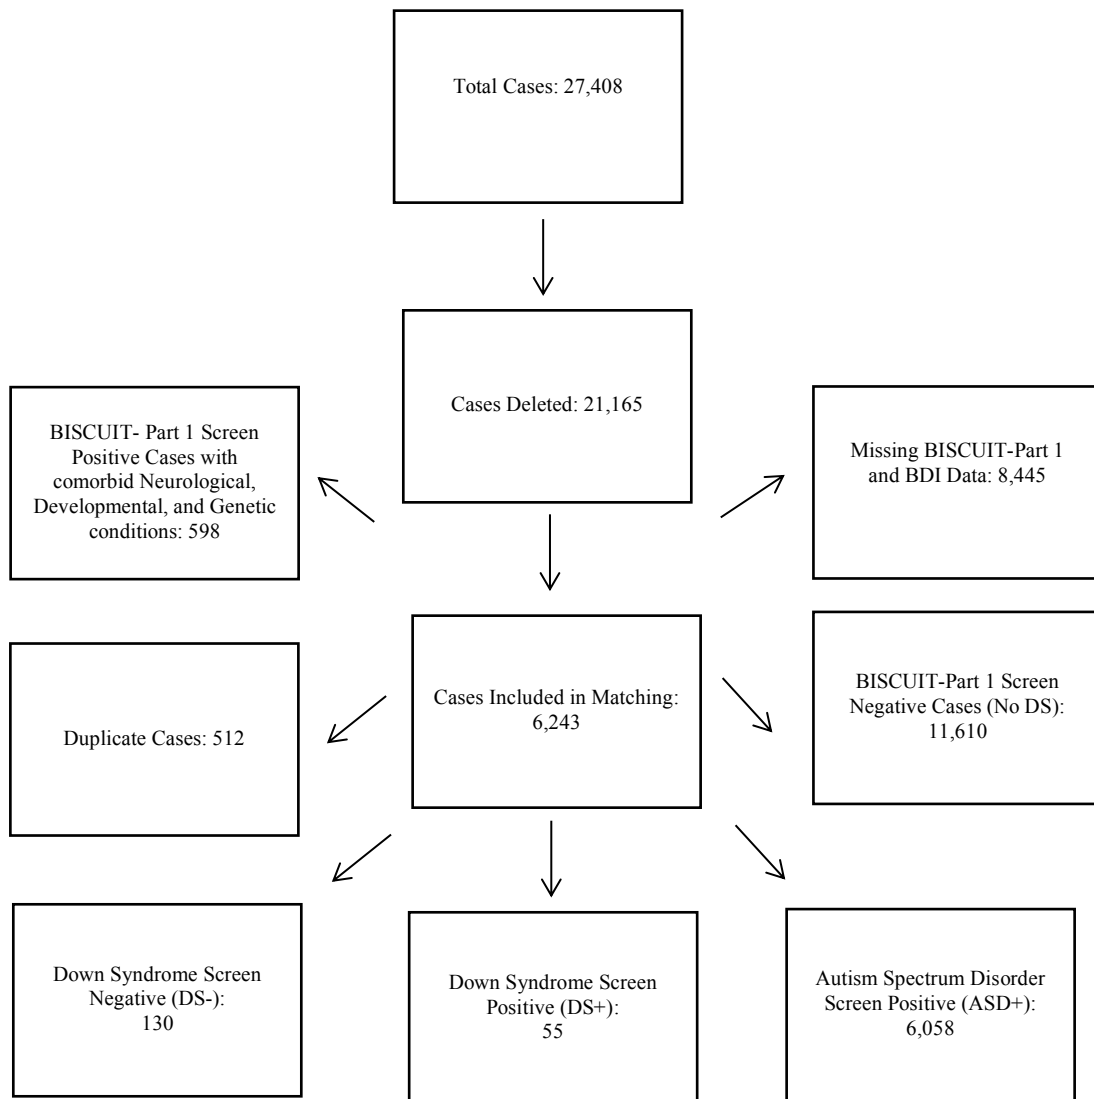 Total Cases: 27,408
Cases Deleted: 21,165
BISCUIT- Part 1 Screen
Positive Cases with
comorbid Neurological,
Developmental, and Genetic
conditions: 598
Missing BISCUIT-Part 1
and BDI Data: 8,445
Cases Included in Matching:
6,243
Duplicate Cases: 512
BISCUIT-Part 1 Screen
Negative Cases (No DS):
11,610
Down Syndrome Screen
Negative (DS-):
130
Down Syndrome Screen
Positive (DS+):
55
Autism Spectrum Disorder
Screen Positive (ASD+):
6,058